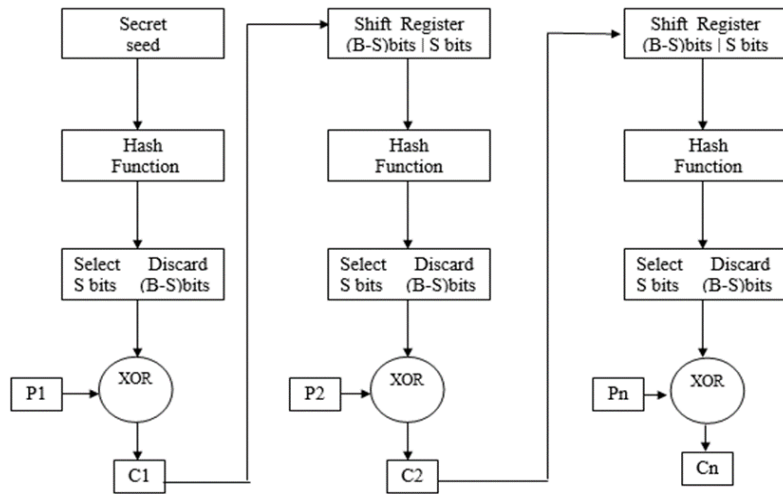 Secret
seed
Hash
Function
Select Discard
S bits (B-S)bits
XOR
P1
C1
Shift Register
(B-S)bits | S bits
Hash
Function
Select Discard
S bits (B-S)bits
XOR
P2
C2
Shift Register
(B-S)bits | S bits
Hash
Function
Select Discard
S bits (B-S)bits
XOR
Pn
Cn